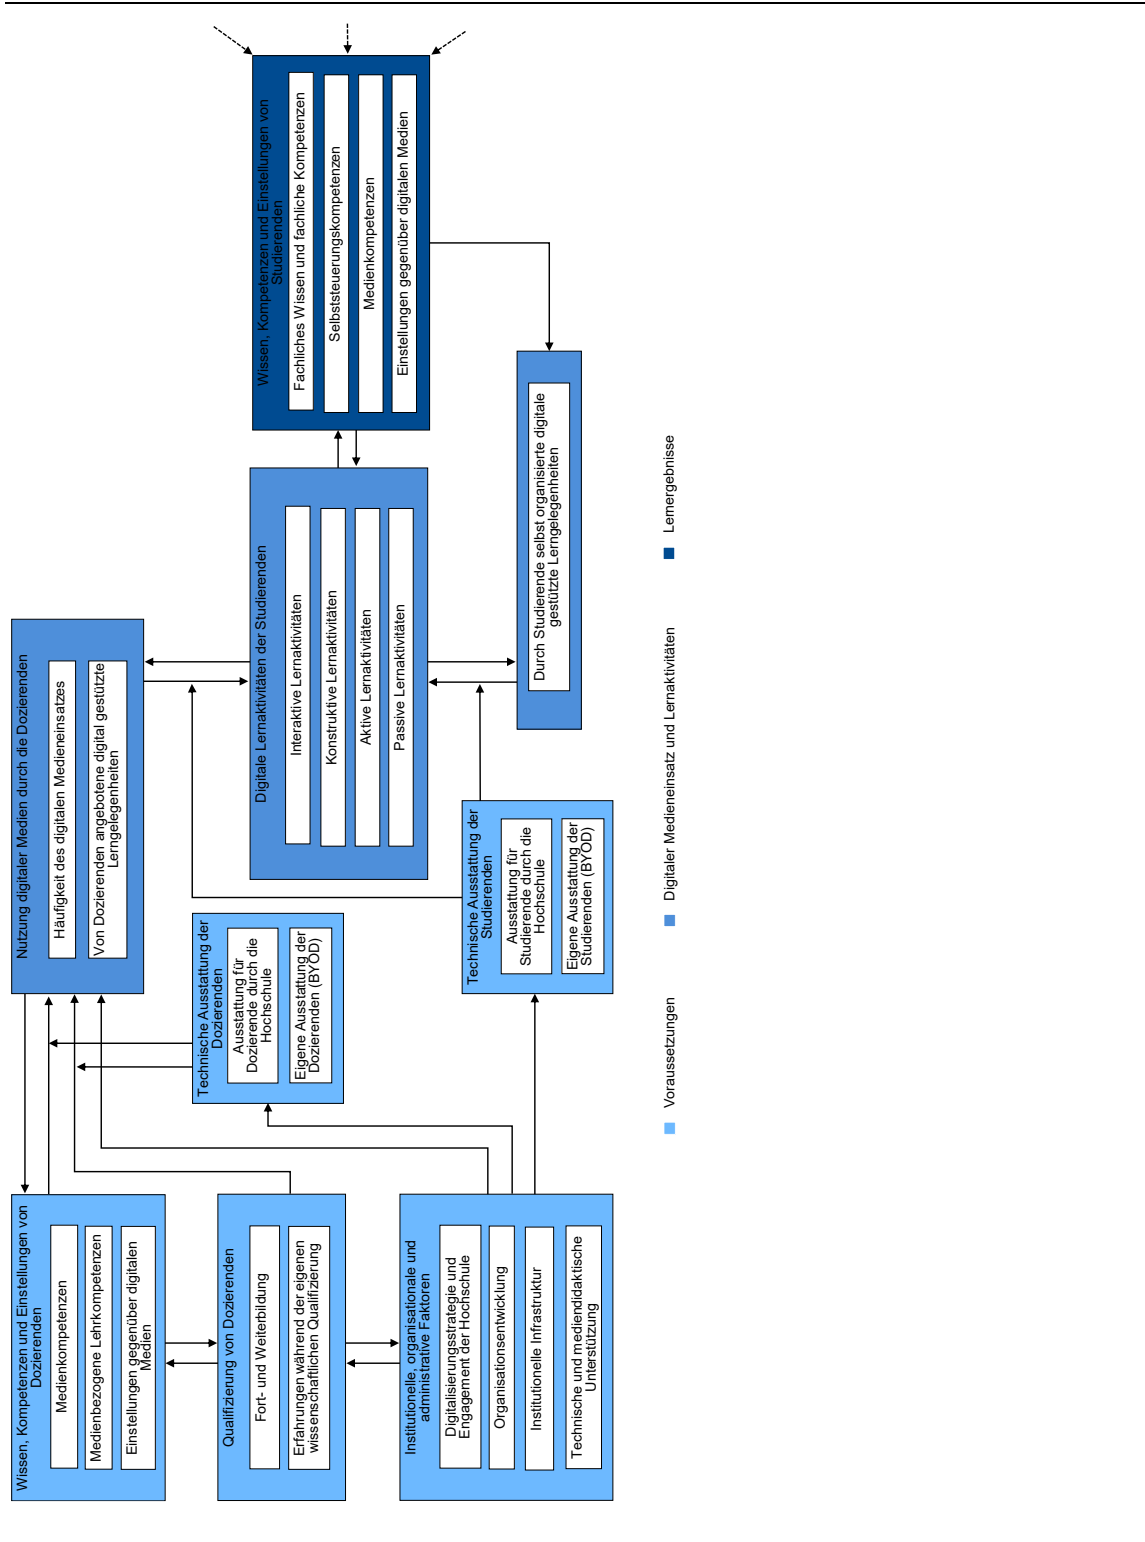 Wissen, Kompetenzen und Einstellungen von
Dozierenden
Medienkompetenzen
Medienbezogene Lehrkompetenzen
Einstellungen gegenüber digitalen
Medien
Qualifizierung von Dozierenden
Fort- und Weiterbildung
Erfahrungen während der eigenen
wissenschaftlichen Qualifizierung
Institutionelle, organisationale und
administrative Faktoren
Digitalisierungsstrategie und
Engagement der Hochschule
Organisationsentwicklung
Institutionelle Infrastruktur
Technische und mediendidaktische
Unterstützung
Technische Ausstattung der
Dozierenden
Ausstattung für
Dozierende durch die
Hochschule
Eigene Ausstattung der
Dozierenden (BYOD)
Technische Ausstattung der
Studierenden
Ausstattung für
Studierende durch die
Hochschule
Eigene Ausstattung der
Studierenden (BYOD)
Nutzung digitaler Medien durch die Dozierenden
Häufigkeit des digitalen Medieneinsatzes
Von Dozierenden angebotene digital gestützte
Lerngelegenheiten
Digitale Lernaktivitäten der Studierenden
Interaktive Lernaktivitäten
Konstruktive Lernaktivitäten
Aktive Lernaktivitäten
Passive Lernaktivitäten
Durch Studierende selbst organisierte digitale
gestützte Lerngelegenheiten
Wissen, Kompetenzen und Einstellungen von
Studierenden
Fachliches Wissen und fachliche Kompetenzen
Selbststeuerungskompetenzen
Medienkompetenzen
Einstellungen gegenüber digitalen Medien
Voraussetzungen
Digitaler Medieneinsatz und Lernaktivitäten
Lernergebnisse